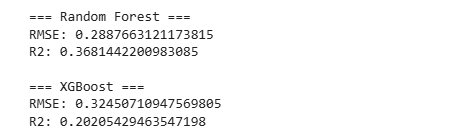 === Random Forest ===
RMSE: 0.2887663121173815
R2: 0.3681442200983085
=== XGBoost ===
RMSE: 0.32450710947569805
R2: 0.20205429463547198